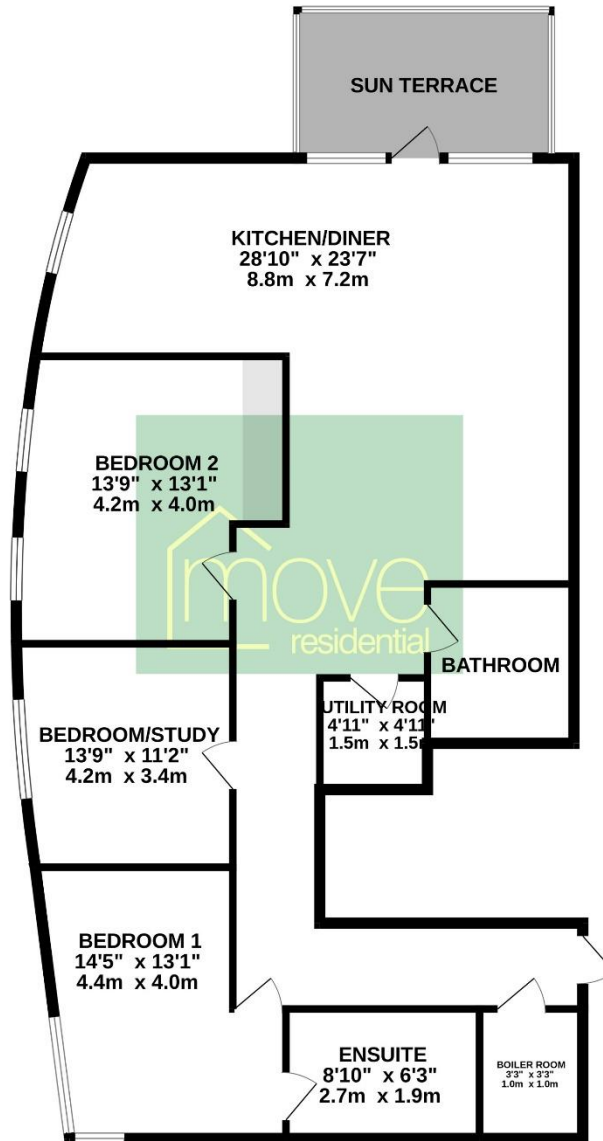 SUN TERRACE
KITCHEN/DINER
28'10" x 23'7"
8.8m x 7.2m
BEDROOM 2
13'9" x 13'1"
4.2m x 4.0m
move
residential
BATHROOM
UTILITY ROOM
4'11" x 4'11"
1.5m x 1.5m
BEDROOM/STUDY
13'9" x 11'2"
4.2m x 3.4m
BEDROOM 1
14'5" x 13'1"
4.4m x 4.0m
ENSUITE
8'10" x 6'3"
2.7m x 1.9m
BOILER ROOM
3'3" x 3'3"
1.0m x 1.0m